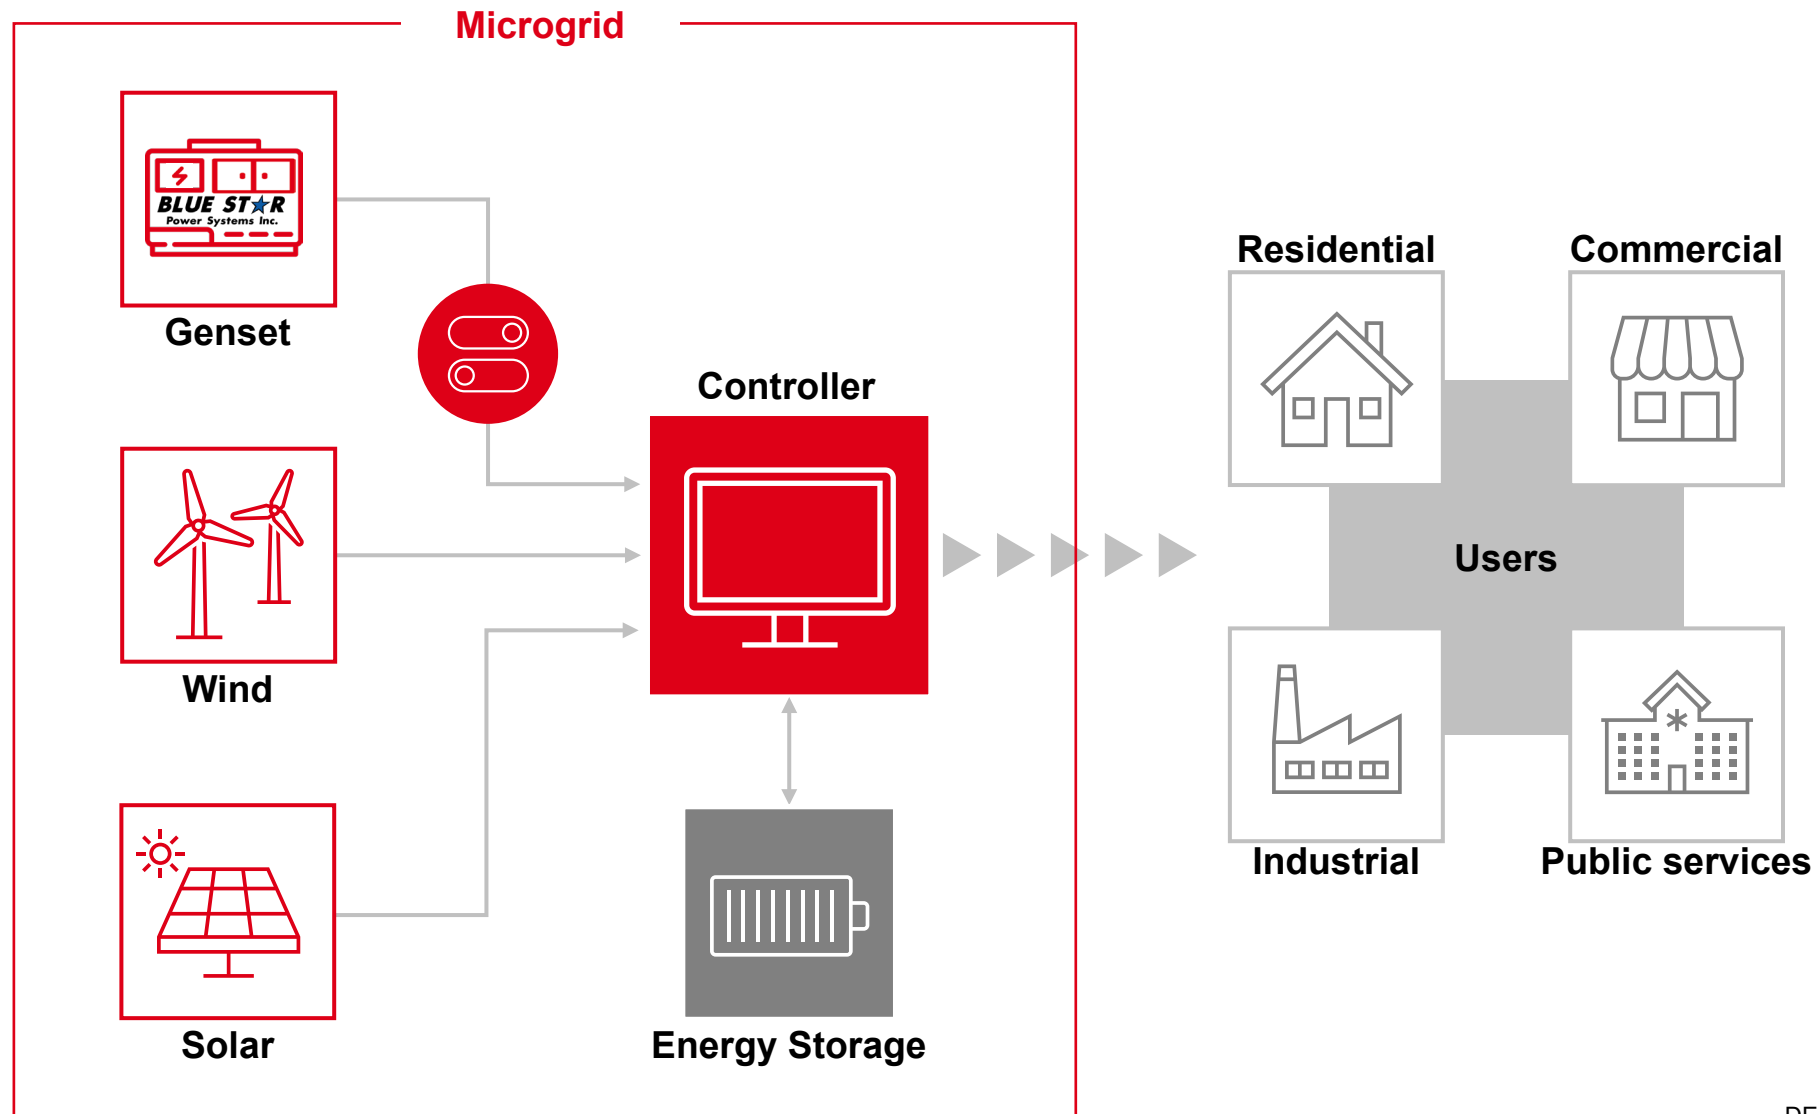 Microgrid
BLUE STAR
Power Systems Inc.
Genset
Controller
Wind
Solar
Energy Storage
Residential
Commercial
Users
Industrial
Public services